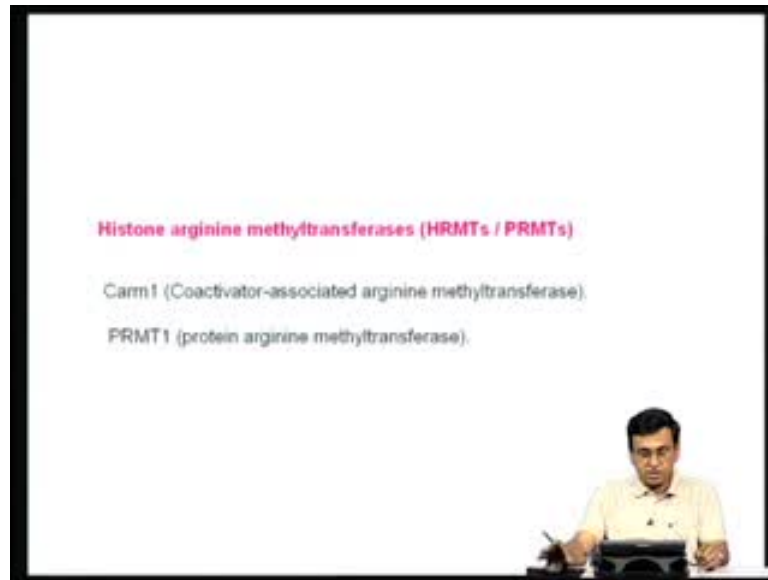 Histone arginine methyltransferases (HRMTs / PRMTs)
Carm1 (Coactivator-associated arginine methyltransferase).
PRMT1 (protein arginine methyltransferase).